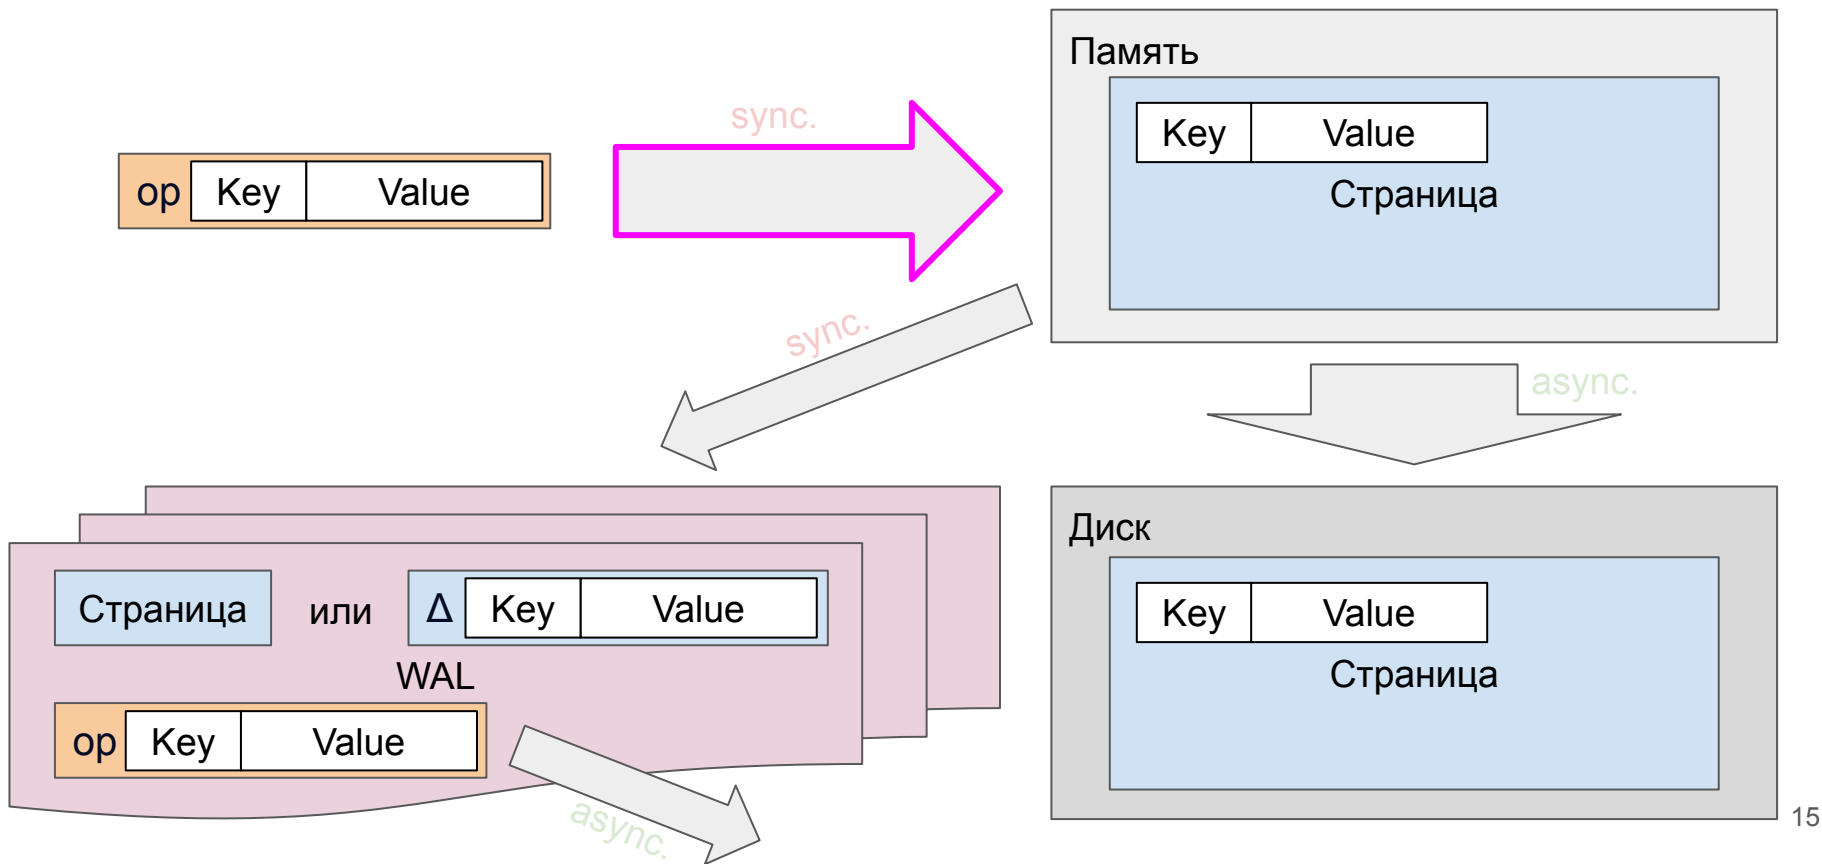 Память
sync.
Key Value
op Key Value
Страница
sync.
async.
Диск
Страница или Δ Key Value
Key Value
WAL
Страница
op Key Value
async.
15